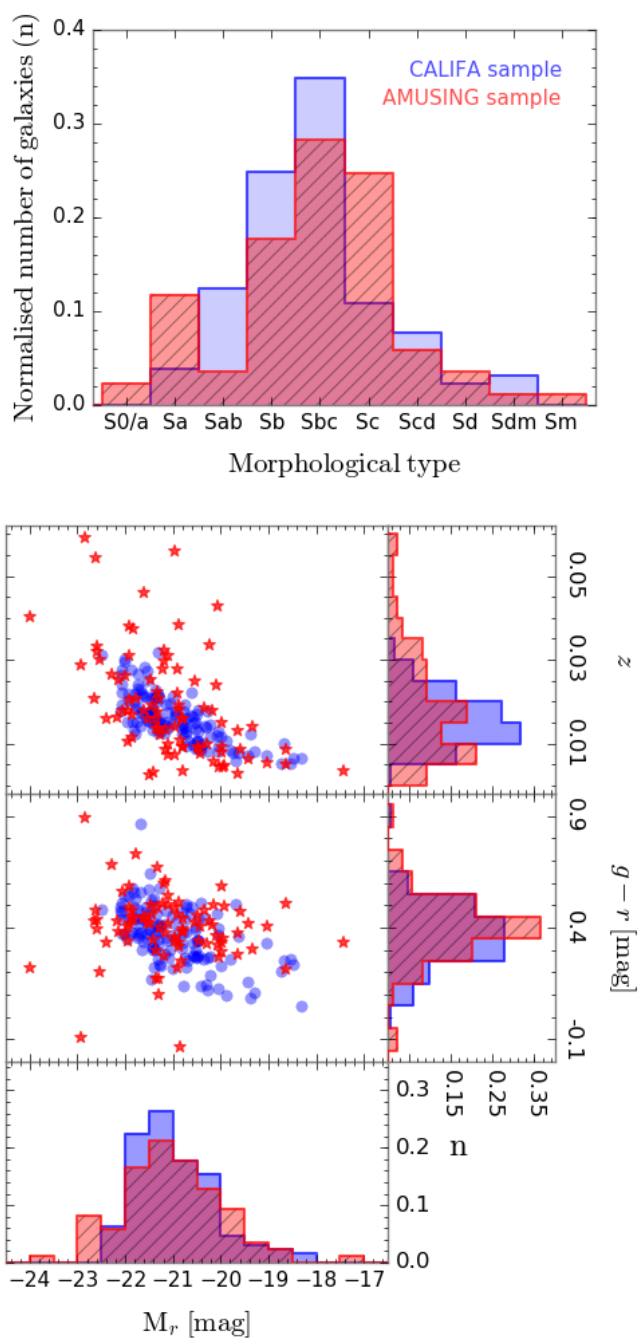 Normalised number of galaxies (n)
0.4
0.3
0.2
0.1
0.0
CALIFA sample
AMUSING sample
S0/a Sa Sab Sb Sbc Sc Scd Sd Sdm Sm
Morphological type
0.05
0.03
0.01
z
0.9
0.4
-0.1
g − r [mag]
0.15 0.25 0.35
n
0.3
0.2
0.1
0.0
−24 −23 −22 −21 −20 −19 −18 −17
Mr [mag]